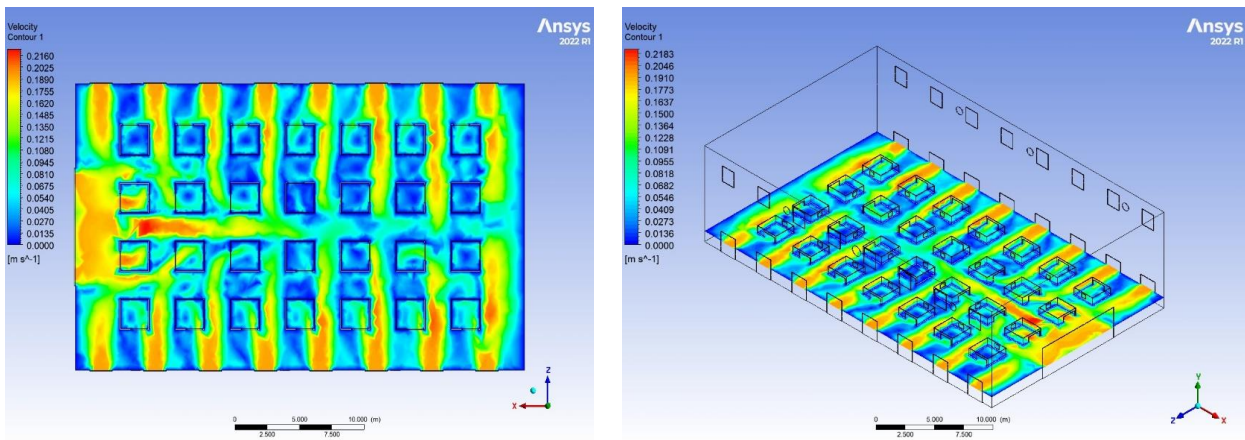 Velocity
Contour 1
0.2160
0.2025
0.1890
0.1755
0.1620
0.1485
0.1350
0.1215
0.1080
0.0945
0.0810
0.0675
0.0540
0.0405
0.0270
0.0135
0.0000
[m s^-1]
Ansys
2022 R1
Z
X
0 5.000 10.000 (m)
2.500 7.500
Velocity
Contour 1
0.2183
0.2046
0.1910
0.1773
0.1637
0.1500
0.1364
0.1228
0.1091
0.0955
0.0818
0.0682
0.0546
0.0409
0.0273
0.0136
0.0000
[m s^-1]
Ansys
2022 R1
Y
Z
X
0 5.000 10.000 (m)
2.500 7.500